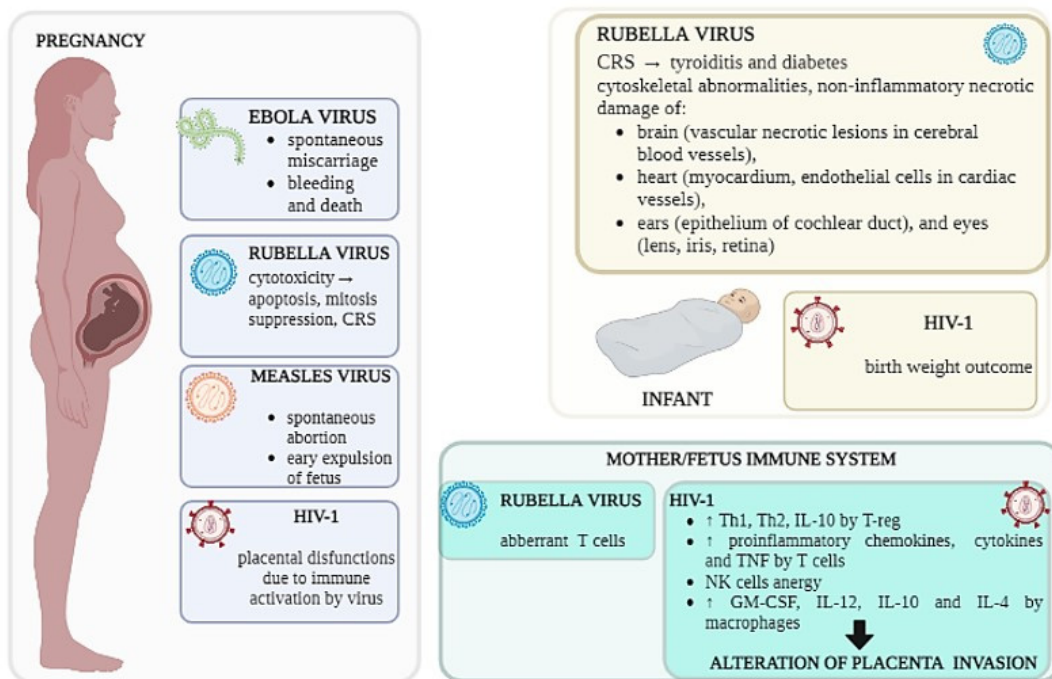 PREGNANCY
EBOLA VIRUS
• spontaneous
miscarriage
• bleeding
and death
RUBELLA VIRUS
cytotoxicity →
apoptosis, mitosis
suppression, CRS
MEASLES VIRUS
• spontaneous
abortion
• eary expulsion
of fetus
HIV-1
placental disfunctions
due to immune
activation by virus
RUBELLA VIRUS
CRS → tyroiditis and diabetes
cytoskeletal abnormalities, non-inflammatory necrotic
damage of:
• brain (vascular necrotic lesions in cerebral
blood vessels),
• heart (myocardium, endothelial cells in cardiac
vessels),
• ears (epithelium of cochlear duct), and eyes
(lens, iris, retina)
INFANT
HIV-1
birth weight outcome
MOTHER/FETUS IMMUNE SYSTEM
RUBELLA VIRUS
abberrant T cells
HIV-1
• ↑ Th1, Th2, IL-10 by T-reg
• ↑ proinflammatory chemokines, cytokines
and TNF by T cells
• NK cells anergy
• ↑ GM-CSF, IL-12, IL-10 and IL-4 by
macrophages
ALTERATION OF PLACENTA INVASION